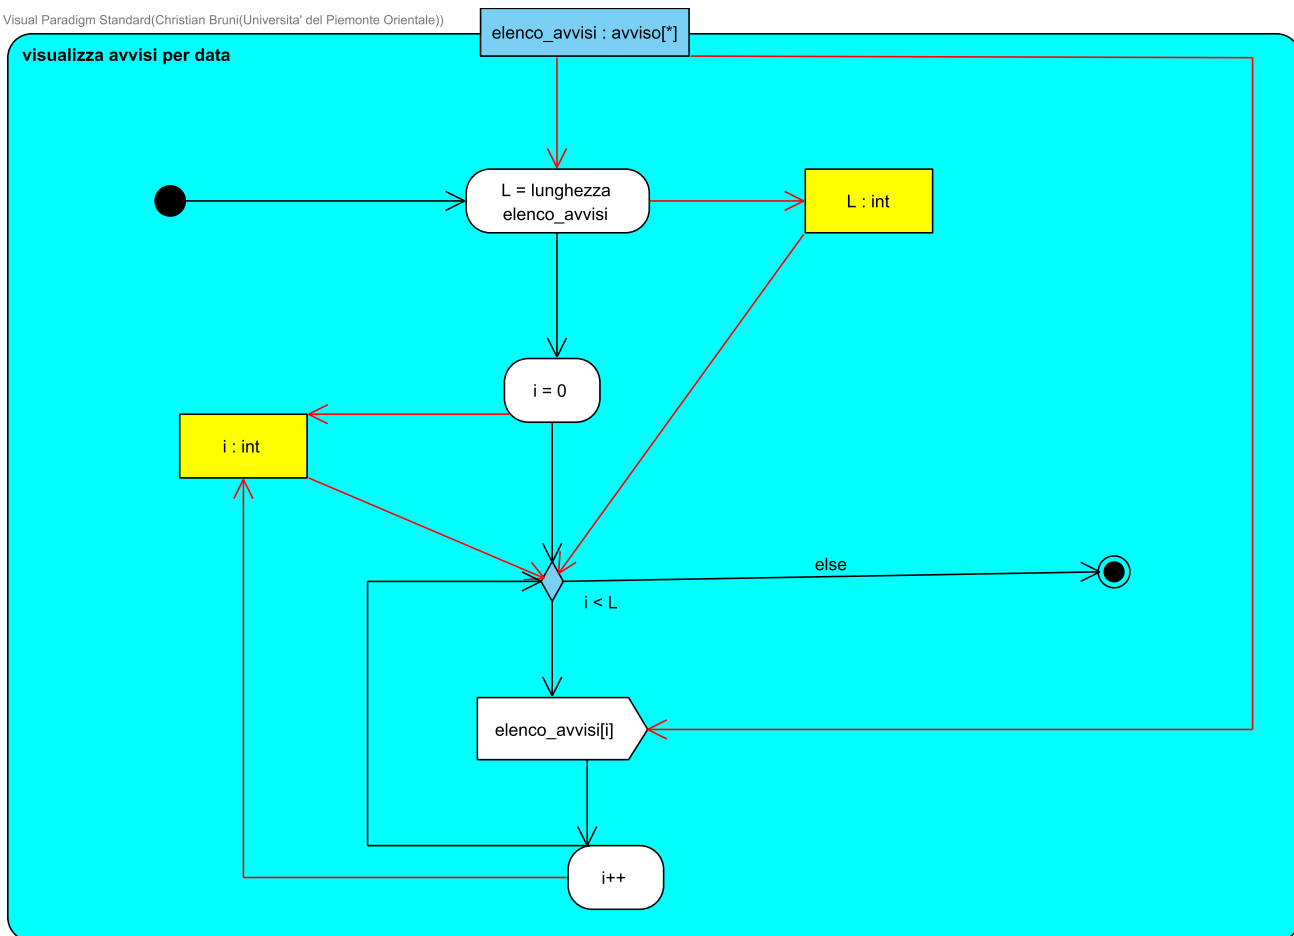 Visual Paradigm Standard(Christian Bruni(Universita' del Piemonte Orientale))
elenco_avvisi : avviso[*]
visualizza avvisi per data
L = lunghezza
elenco_avvisi
L : int
i = 0
i : int
else
i < L
elenco_avvisi[i]
i++